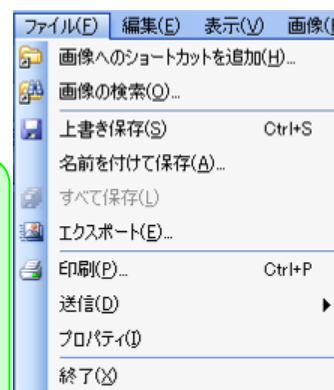 ファイル(F) 編集(E) 表示(V) 画像(
画像へのショートカットを追加(H)...
画像の検索(O)...
上書き保存(S) Ctrl+S
名前を付けて保存(A)...
すべて保存(L)
エクスポート(E)...
印刷(P)... Ctrl+P
送信(D)
プロパティ(I)
終了(X)